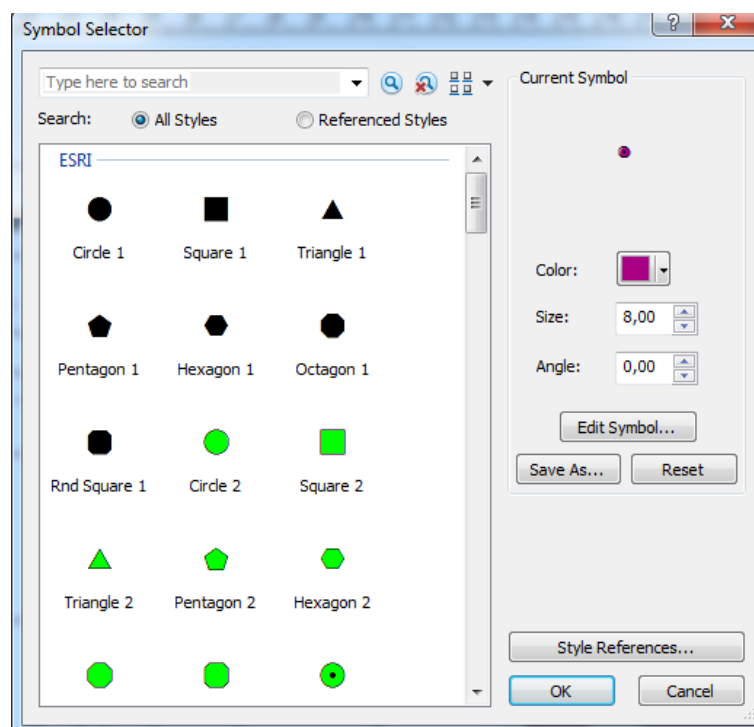 Symbol Selector
?
X
Type here to search
Search:
All Styles
Referenced Styles
ESRI
Circle 1
Square 1
Triangle 1
Pentagon 1
Hexagon 1
Octagon 1
Rnd Square 1
Circle 2
Square 2
Triangle 2
Pentagon 2
Hexagon 2
Current Symbol
Color:
Size:
8,00
Angle:
0,00
Edit Symbol...
Save As...
Reset
Style References...
OK
Cancel